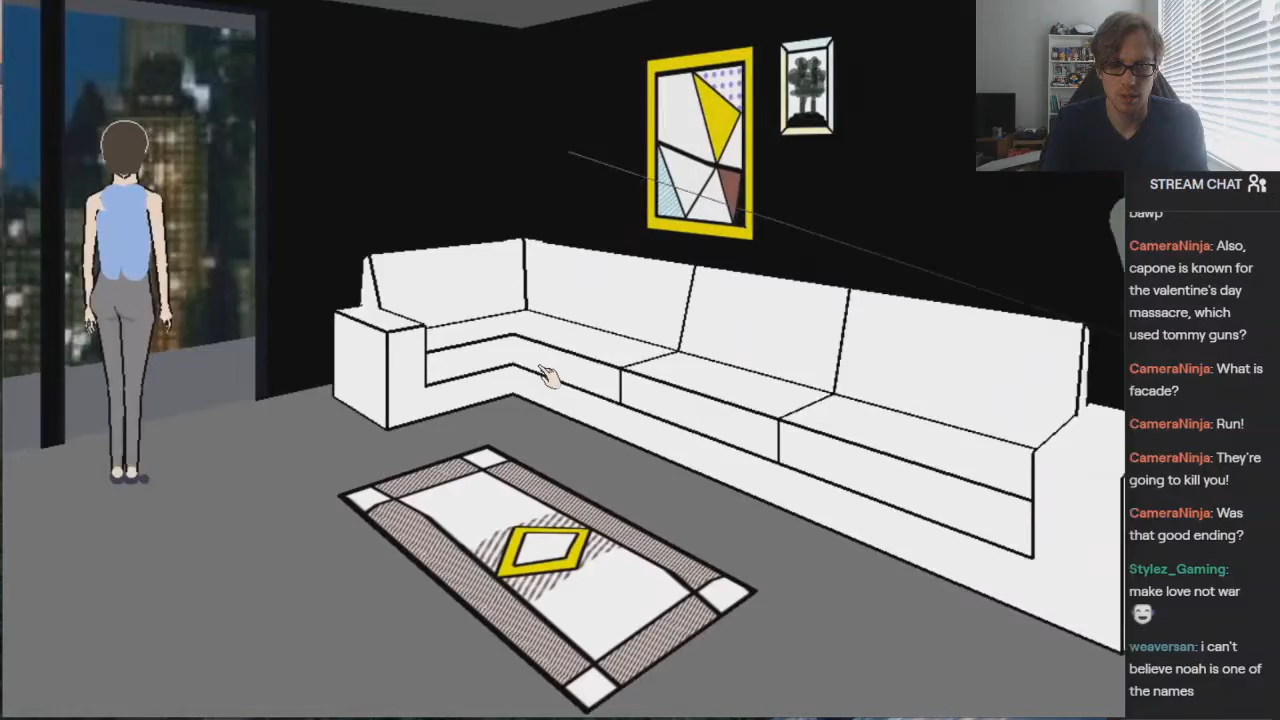 STREAM CHAT
bawp
CameraNinja: Also,
capone is known for
the valentine's day
massacre, which
used tommy guns?
CameraNinja: What is
facade?
CameraNinja: Run!
CameraNinja: They're
going to kill you!
CameraNinja: Was
that good ending?
Stylez_Gaming:
make love not war
weaversan: i can't
believe noah is one of
the names